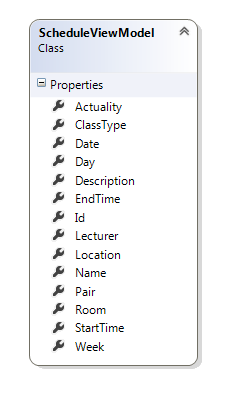 ScheduleViewModel
Class
Properties
Actuality
ClassType
Date
Day
Description
EndTime
Id
Lecturer
Location
Name
Pair
Room
StartTime
Week